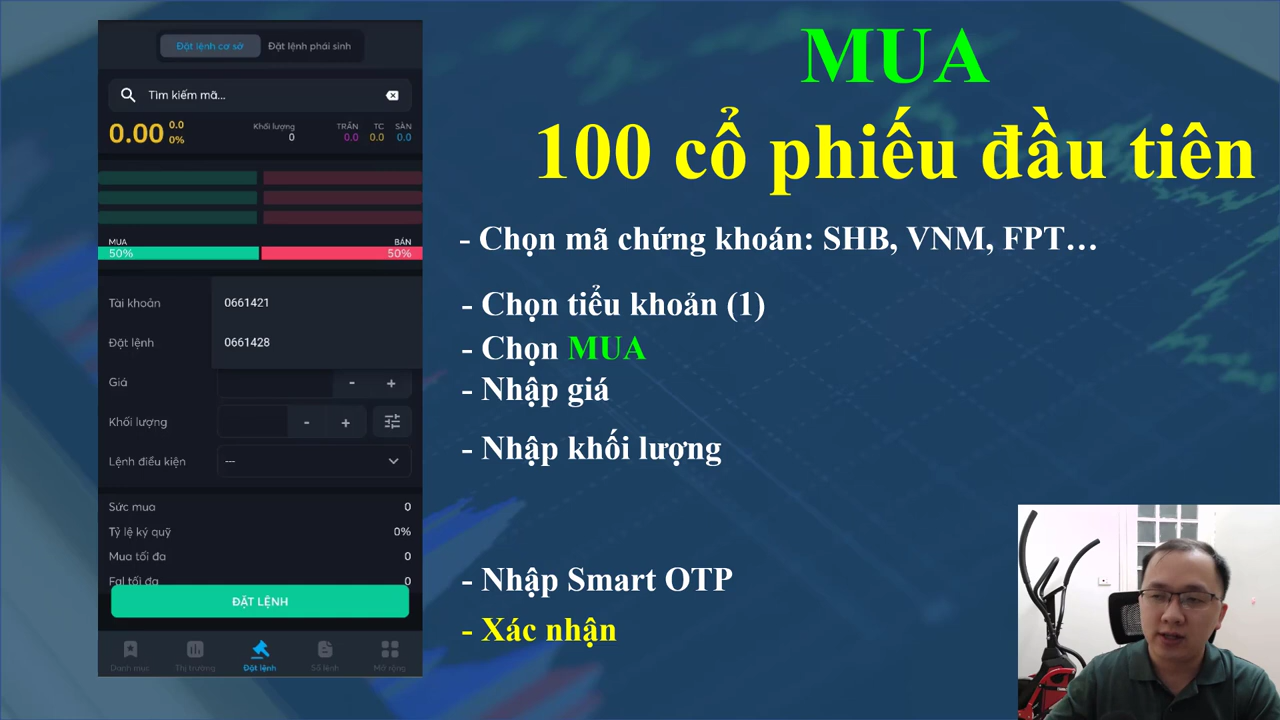 Đặt lệnh cơ sở
Đặt lệnh phái sinh
Tìm kiếm mã...
0.00
0.0
0%
Khối lượng
0
TRẦN
0.0
TC
0.0
SÀN
0.0
MUA
BÁN
50%
50%
Tài khoản
0661421
Đặt lệnh
0661428
Giá
-
+
Khối lượng
-
+
Lệnh điều kiện
---
Sức mua
0
Tỷ lệ ký quỹ
0%
Mua tối đa
0
Fal tối đa
0
ĐẶT LỆNH
Danh mục
Thị trường
Đặt lệnh
Sổ lệnh
Mở rộng
MUA
100 cổ phiếu đầu tiên
- Chọn mã chứng khoán: SHB, VNM, FPT…
- Chọn tiểu khoản (1)
- Chọn MUA
- Nhập giá
- Nhập khối lượng
- Nhập Smart OTP
- Xác nhận